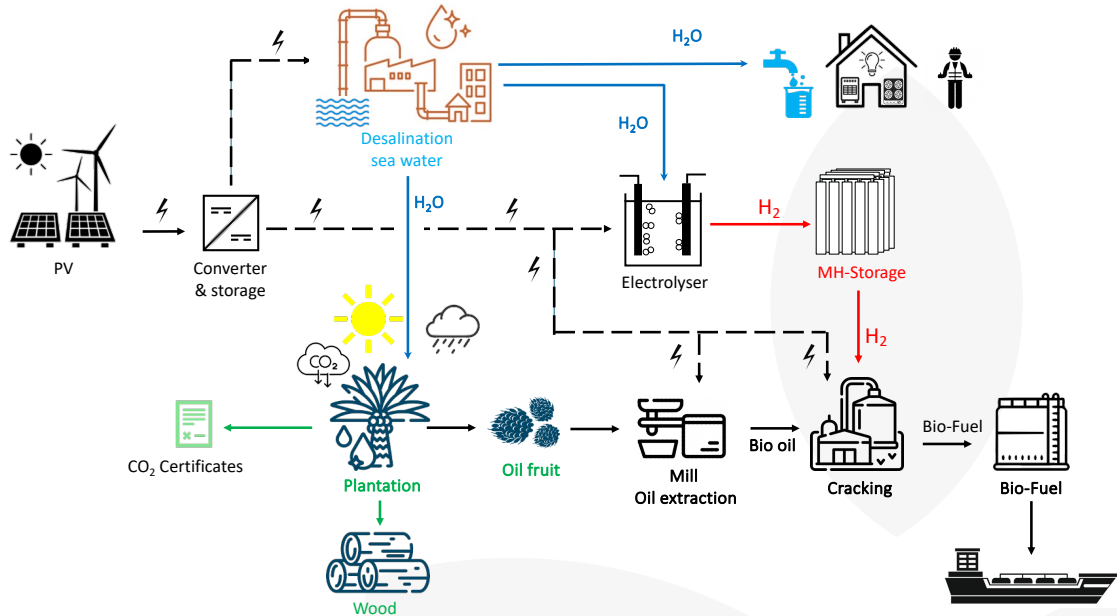 H₂O
H₂O
Desalination
sea water
H₂O
PV
Converter
& storage
Electrolyser
H₂
MH-Storage
H₂
CO₂
CO₂ Certificates
Plantation
Oil fruit
Mill
Oil extraction
Bio oil
Cracking
Bio-Fuel
Bio-Fuel
Wood